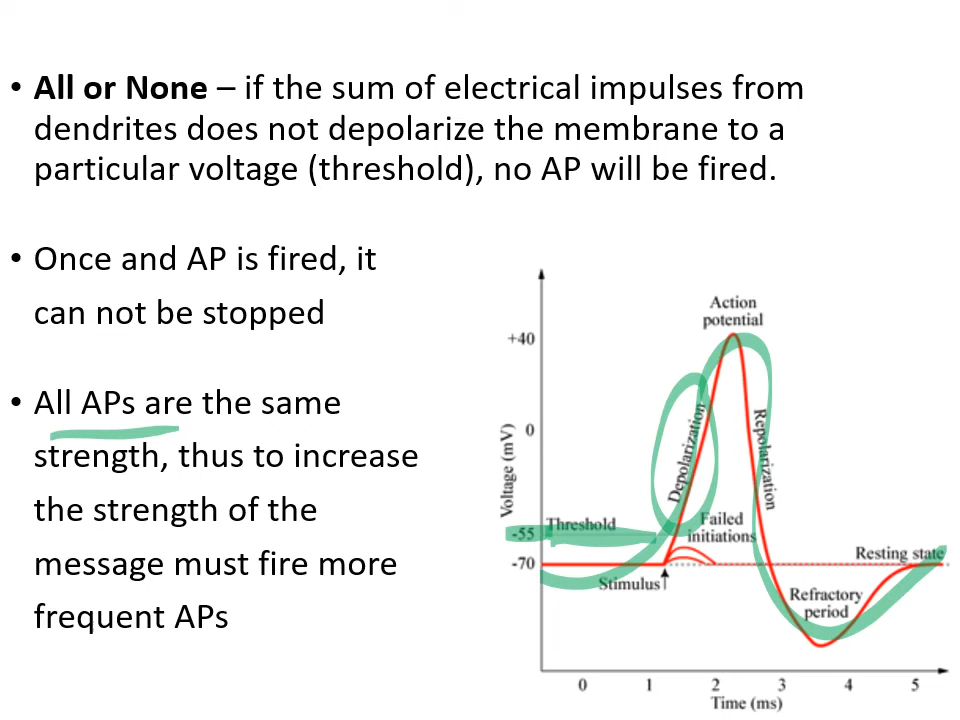 • All or None – if the sum of electrical impulses from
dendrites does not depolarize the membrane to a
particular voltage (threshold), no AP will be fired.
• Once and AP is fired, it
can not be stopped
• All APs are the same
strength, thus to increase
the strength of the
message must fire more
frequent APs
Action
potential
+40
0
Voltage (mV)
Depolarization
Repolarization
Threshold
-55
Failed
initiations
-70
Resting state
Stimulus
Refractory
period
0 1 2 3 4 5
Time (ms)